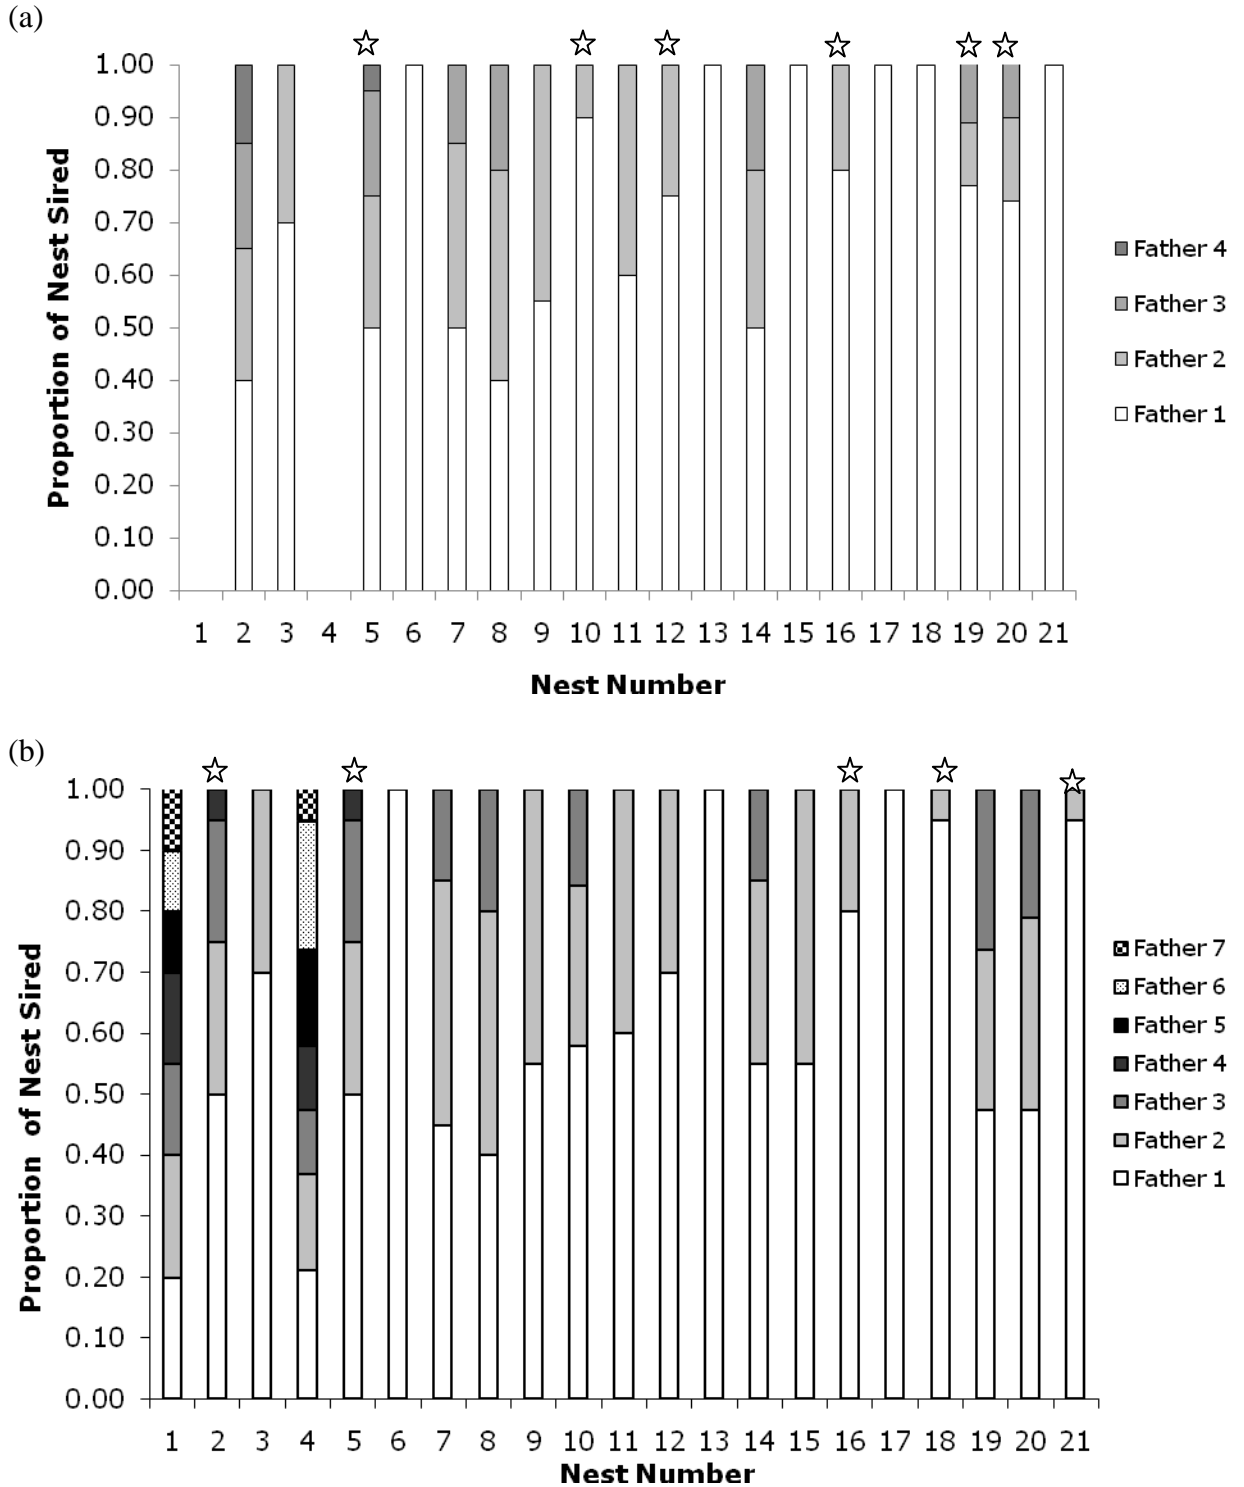 (a)
1.00
0.90
0.80
0.70
0.60
0.50
0.40
0.30
0.20
0.10
0.00
Proportion of Nest Sired
Father 4
Father 3
Father 2
Father 1
1 2 3 4 5 6 7 8 9 10 11 12 13 14 15 16 17 18 19 20 21
Nest Number
(b)
1.00
0.90
0.80
0.70
0.60
0.50
0.40
0.30
0.20
0.10
0.00
Proportion of Nest Sired
Father 7
Father 6
Father 5
Father 4
Father 3
Father 2
Father 1
1 2 3 4 5 6 7 8 9 10 11 12 13 14 15 16 17 18 19 20 21
Nest Number